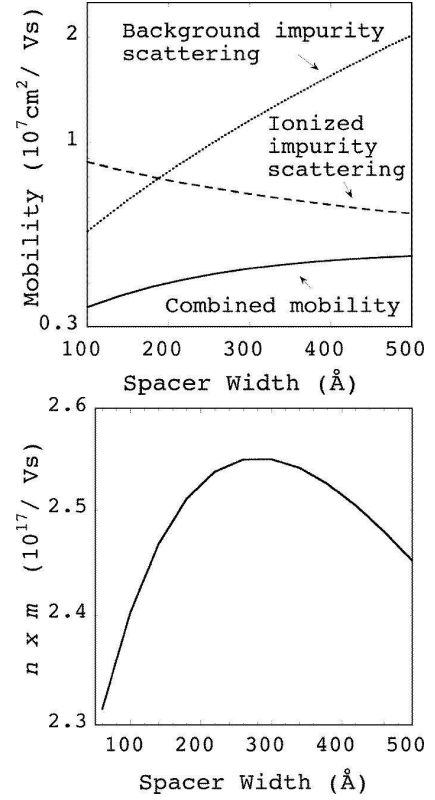 2
Background impurity
scattering
1
Ionized
impurity
scattering
Combined mobility
0.3
100 200 300 400 500
Mobility (10⁷cm²/ Vs)
Spacer Width (Å)
2.6
2.5
2.4
2.3
100 200 300 400 500
n x m (10¹⁷/ Vs)
Spacer Width (Å)